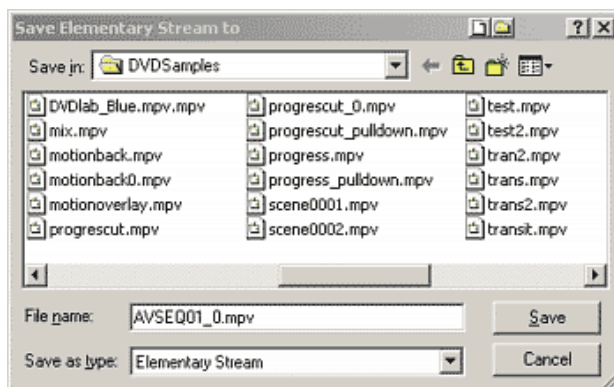 Save Elementary Stream to
Save in: DVDSamples
DVDlab_Blue.mpv.mpv
mix.mpv
motionback.mpv
motionback0.mpv
motionoverlay.mpv
progrescut.mpv
progrescut_0.mpv
progrescut_pulldown.mpv
progress.mpv
progress_pulldown.mpv
scene0001.mpv
scene0002.mpv
test.mpv
test2.mpv
tran2.mpv
trans.mpv
trans2.mpv
transit.mpv
File name: AVSEQ01_0.mpv
Save
Save as type: Elementary Stream
Cancel